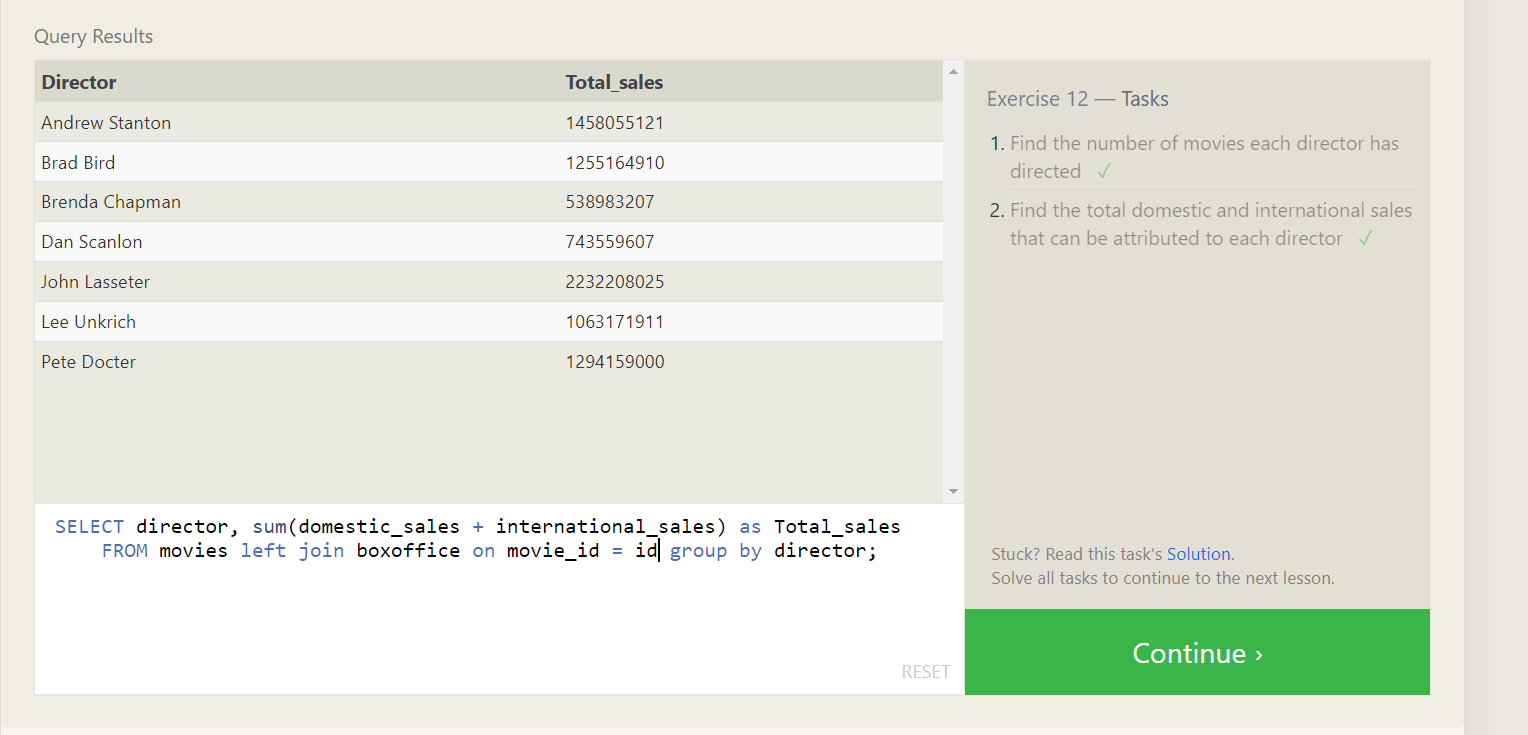 Query Results
Director Total_sales
Andrew Stanton 1458055121
Brad Bird 1255164910
Brenda Chapman 538983207
Dan Scanlon 743559607
John Lasseter 2232208025
Lee Unkrich 1063171911
Pete Docter 1294159000
SELECT director, sum(domestic_sales + international_sales) as Total_sales
FROM movies left join boxoffice on movie_id = id group by director;
RESET
Exercise 12 — Tasks
1. Find the number of movies each director has
directed ✓
2. Find the total domestic and international sales
that can be attributed to each director ✓
Stuck? Read this task's Solution.
Solve all tasks to continue to the next lesson.
Continue ›